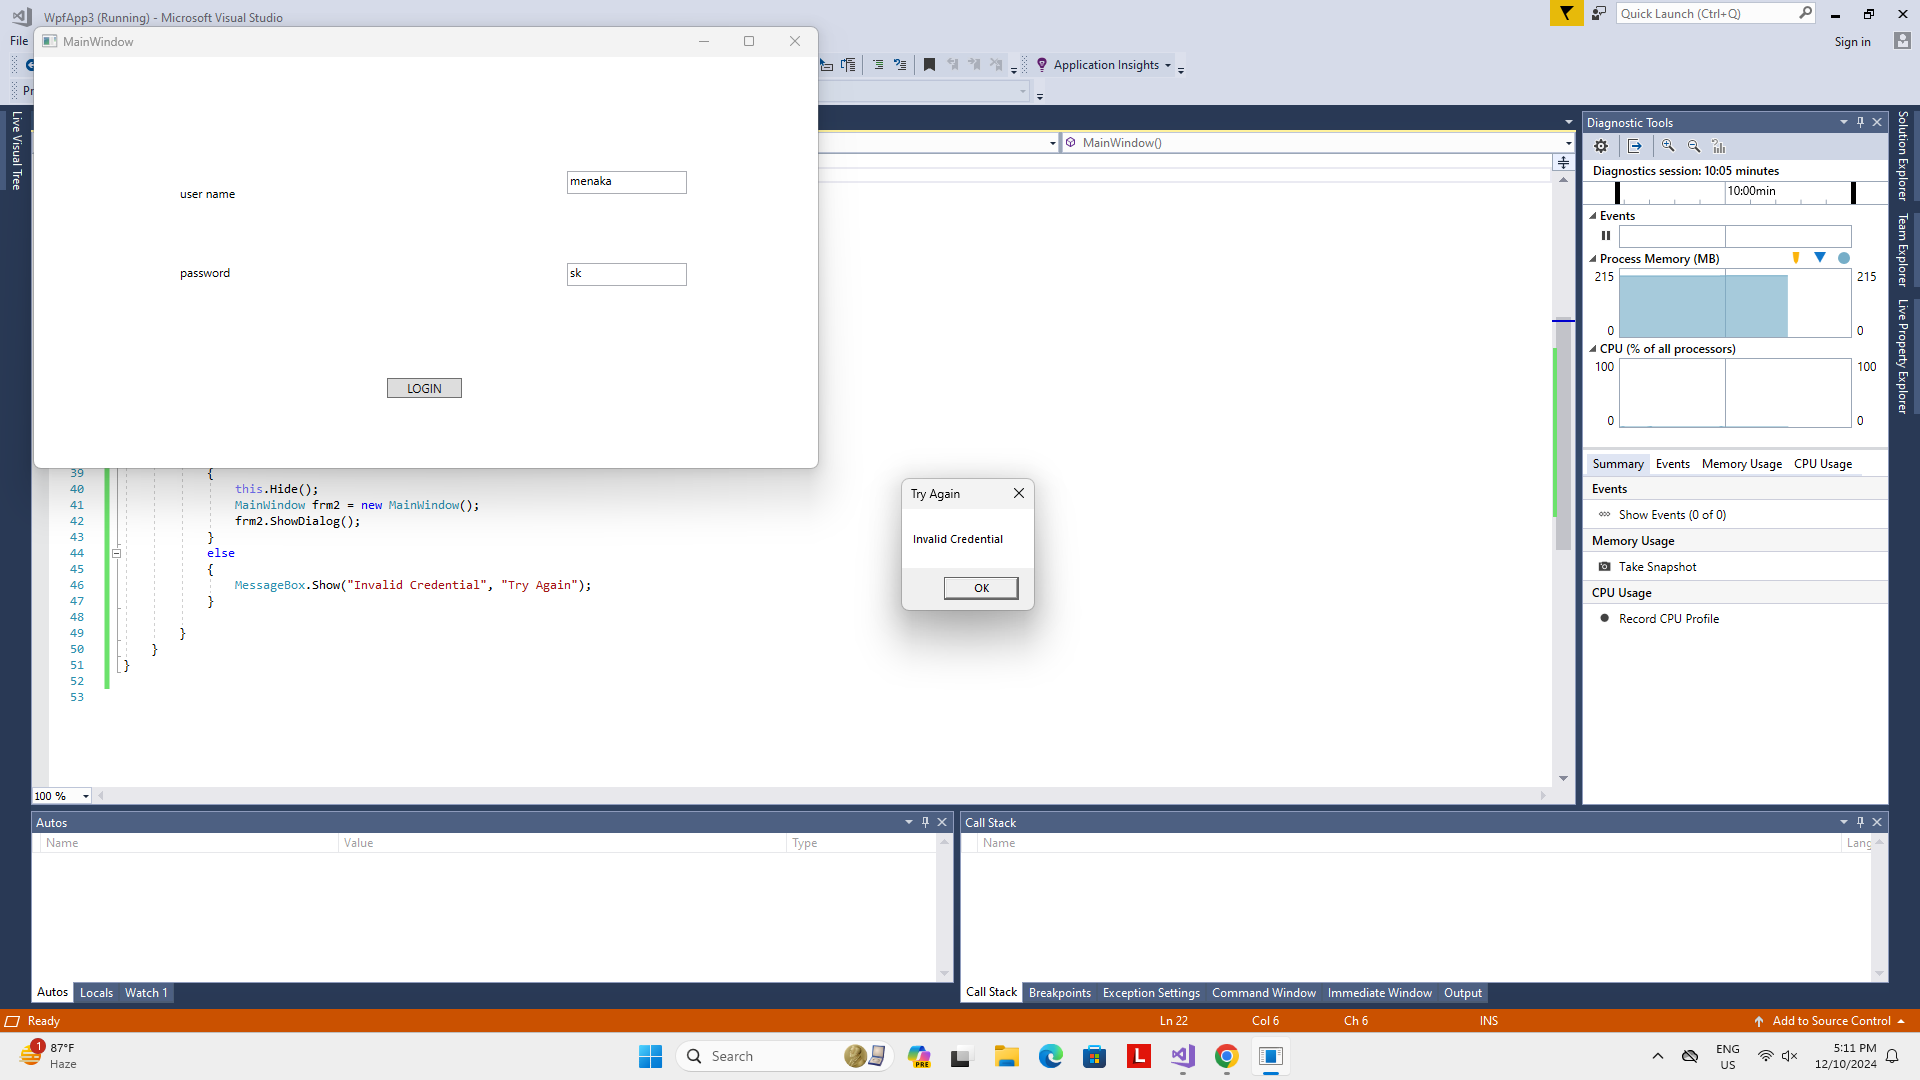 WpfApp3 (Running) - Microsoft Visual Studio
Quick Launch (Ctrl+Q)
File
MainWindow
Sign in
Application Insights
Pr
Live Visual Tree
MainWindow()
user name
menaka
password
sk
LOGIN
39 {
40 this.Hide();
41 MainWindow frm2 = new MainWindow();
42 frm2.ShowDialog();
43 }
44 else
45 {
46 MessageBox.Show("Invalid Credential", "Try Again");
47 }
48
49 }
50 }
51 }
52
53
100 %
Try Again
Invalid Credential
OK
Diagnostic Tools
Diagnostics session: 10:05 minutes
10:00min
Events
Process Memory (MB)
215 215
0 0
CPU (% of all processors)
100 100
0 0
Summary Events Memory Usage CPU Usage
Events
Show Events (0 of 0)
Memory Usage
Take Snapshot
CPU Usage
Record CPU Profile
Solution Explorer
Team Explorer
Live Property Explorer
Autos
Name Value Type
Autos Locals Watch 1
Call Stack
Name Lang
Call Stack Breakpoints Exception Settings Command Window Immediate Window Output
Ready
Ln 22 Col 6 Ch 6 INS
Add to Source Control
1
87°F
Haze
Search
PRE
L
ENG
US
5:11 PM
12/10/2024